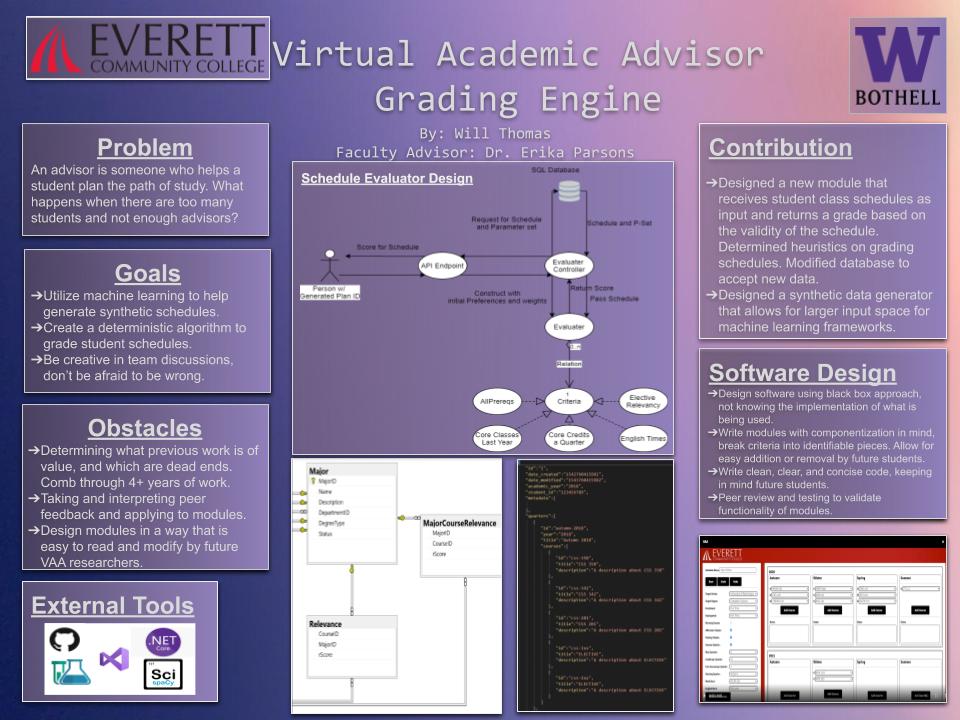 EVERETT
COMMUNITY COLLEGE
Virtual Academic Advisor
Grading Engine
By: Will Thomas
Faculty Advisor: Dr. Erika Parsons
W
BOTHELL
Problem
An advisor is someone who helps a
student plan the path of study. What
happens when there are too many
students and not enough advisors?
Goals
➔Utilize machine learning to help
generate synthetic schedules.
➔Create a deterministic algorithm to
grade student schedules.
➔Be creative in team discussions,
don't be afraid to be wrong.
Obstacles
➔Determining what previous work is of
value, and which are dead ends.
Comb through 4+ years of work.
➔Taking and interpreting peer
feedback and applying to modules.
➔Design modules in a way that is
easy to read and modify by future
VAA researchers.
External Tools
.NET
Core
Sci
spaCy
Schedule Evaluator Design
SQL Database
Request for Schedule
and Parameter set
Schedule and P-Set
Score for Schedule
API Endpoint
Evaluater
Controller
Person w/
Generated Plan ID
Construct with
initial Preferences and weights
Return Score
Pass Schedule
Evaluater
Relation
1
Criteria
AllPrereqs
Elective
Relevancy
Core Classes
Last Year
Core Credits
a Quarter
English Times
Major
MajorID
Name
Description
DepartmentID
DegreeType
Status
MajorCourseRelevance
MajorID
CourseID
rScore
Relevance
CourseID
MajorID
rScore
"quarters":[
"id":"autumn 2018",
"year":"2018",
"title":"Autumn 2018",
"courses":[
Contribution
➔Designed a new module that
receives student class schedules as
input and returns a grade based on
the validity of the schedule.
Determined heuristics on grading
schedules. Modified database to
accept new data.
➔Designed a synthetic data generator
that allows for larger input space for
machine learning frameworks.
Software Design
➔Design software using black box approach,
not knowing the implementation of what is
being used.
➔Write modules with componentization in mind,
break criteria into identifiable pieces. Allow for
easy addition or removal by future students.
➔Write clean, clear, and concise code, keeping
in mind future students.
➔Peer review and testing to validate
functionality of modules.
EVERETT